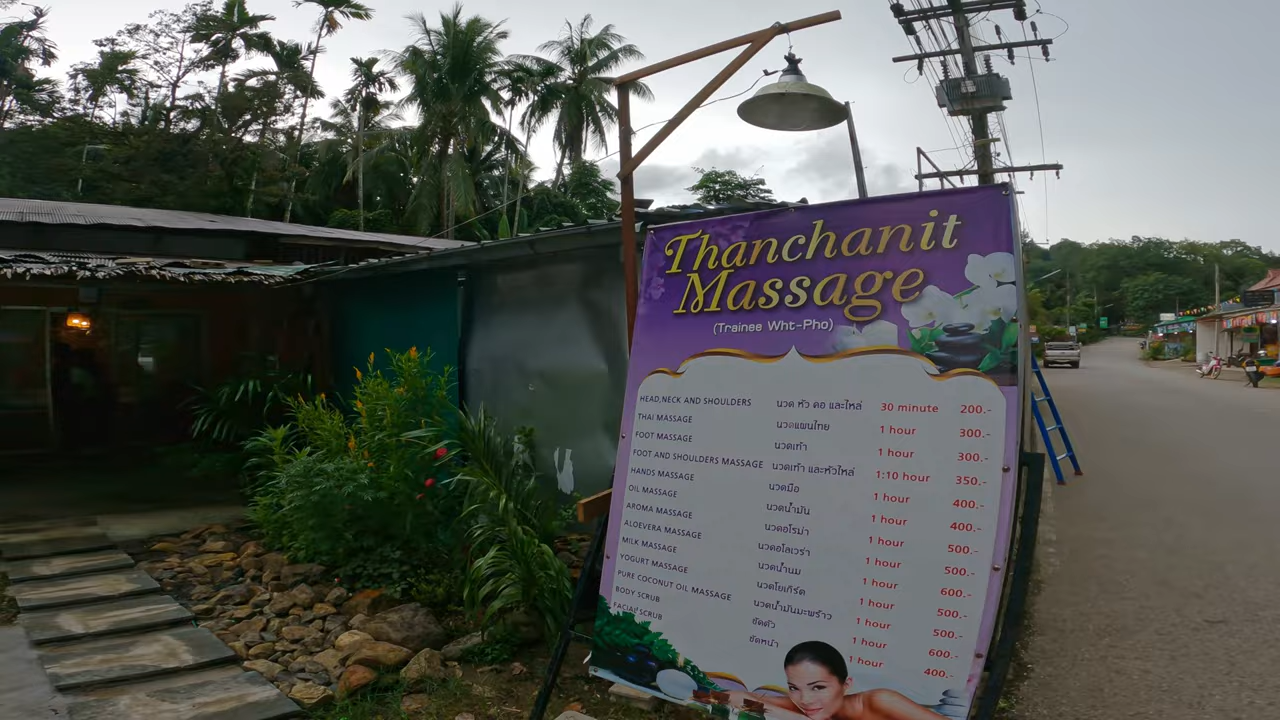 Thanchanit
Massage
(Trainee Wht-Pho)
HEAD,NECK AND SHOULDERS นวด หัว คอ และไหล่ 30 minute 200.-
THAI MASSAGE นวดแผนไทย 1 hour 300.-
FOOT MASSAGE นวดเท้า 1 hour 300.-
FOOT AND SHOULDERS MASSAGE นวดเท้า และหัวไหล่ 1:10 hour 350.-
HANDS MASSAGE นวดมือ 1 hour 400.-
OIL MASSAGE นวดน้ำมัน 1 hour 400.-
AROMA MASSAGE นวดอโรม่า 1 hour 500.-
ALOEVERA MASSAGE นวดอโลเวร่า 1 hour 500.-
MILK MASSAGE นวดน้ำนม 1 hour 600.-
YOGURT MASSAGE นวดโยเกิร์ต 1 hour 500.-
PURE COCONUT OIL MASSAGE นวดน้ำมันมะพร้าว 1 hour 500.-
BODY SCRUB ขัดตัว 1 hour 600.-
FACIAL SCRUB ขัดหน้า 1 hour 400.-